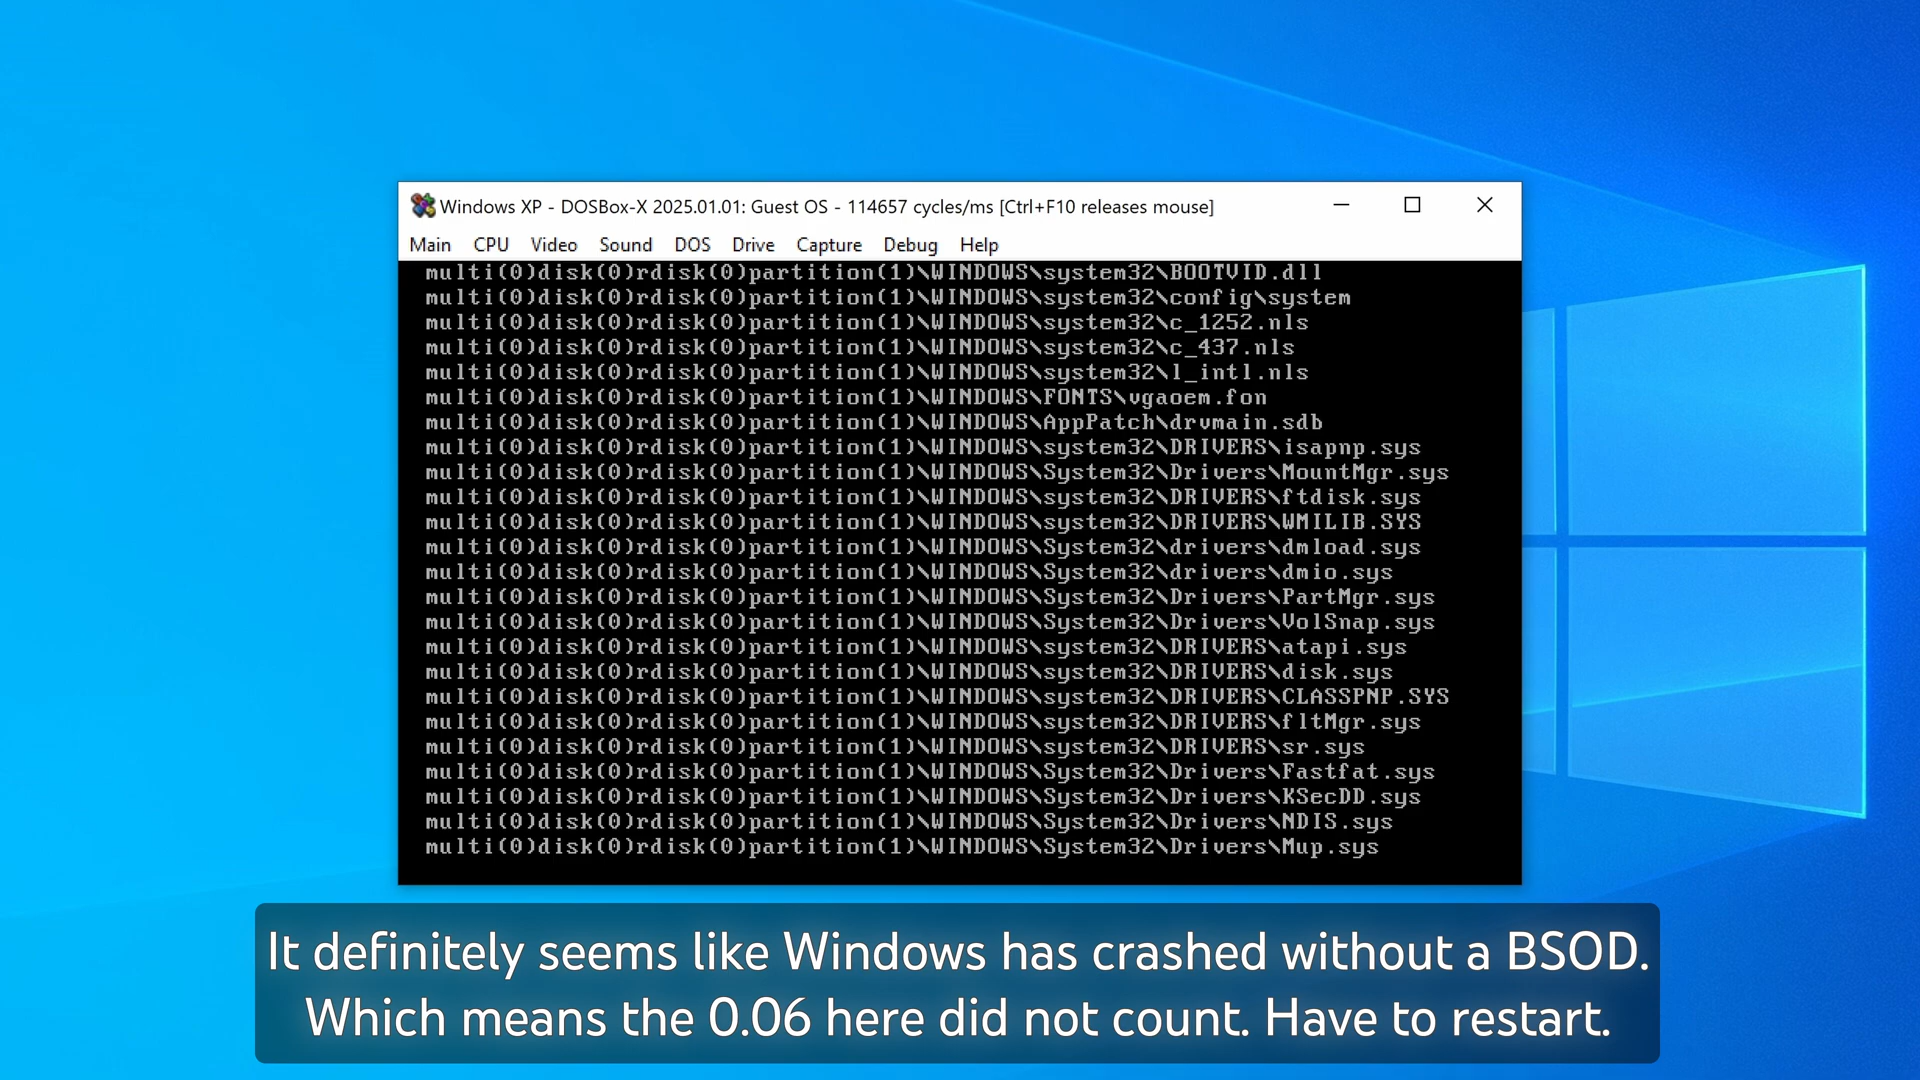 Windows XP - DOSBox-X 2025.01.01: Guest OS - 114657 cycles/ms [Ctrl+F10 releases mouse]
Main CPU Video Sound DOS Drive Capture Debug Help
multi(0)disk(0)rdisk(0)partition(1)\WINDOWS\system32\BOOTVID.dll
multi(0)disk(0)rdisk(0)partition(1)\WINDOWS\system32\config\system
multi(0)disk(0)rdisk(0)partition(1)\WINDOWS\system32\c_1252.nls
multi(0)disk(0)rdisk(0)partition(1)\WINDOWS\system32\c_437.nls
multi(0)disk(0)rdisk(0)partition(1)\WINDOWS\system32\l_intl.nls
multi(0)disk(0)rdisk(0)partition(1)\WINDOWS\FONTS\vgaoem.fon
multi(0)disk(0)rdisk(0)partition(1)\WINDOWS\AppPatch\drvmain.sdb
multi(0)disk(0)rdisk(0)partition(1)\WINDOWS\system32\DRIVERS\isapnp.sys
multi(0)disk(0)rdisk(0)partition(1)\WINDOWS\System32\Drivers\MountMgr.sys
multi(0)disk(0)rdisk(0)partition(1)\WINDOWS\system32\DRIVERS\ftdisk.sys
multi(0)disk(0)rdisk(0)partition(1)\WINDOWS\system32\DRIVERS\WMILIB.SYS
multi(0)disk(0)rdisk(0)partition(1)\WINDOWS\System32\drivers\dmload.sys
multi(0)disk(0)rdisk(0)partition(1)\WINDOWS\System32\drivers\dmio.sys
multi(0)disk(0)rdisk(0)partition(1)\WINDOWS\System32\Drivers\PartMgr.sys
multi(0)disk(0)rdisk(0)partition(1)\WINDOWS\System32\Drivers\VolSnap.sys
multi(0)disk(0)rdisk(0)partition(1)\WINDOWS\system32\DRIVERS\atapi.sys
multi(0)disk(0)rdisk(0)partition(1)\WINDOWS\system32\DRIVERS\disk.sys
multi(0)disk(0)rdisk(0)partition(1)\WINDOWS\system32\DRIVERS\CLASSPNP.SYS
multi(0)disk(0)rdisk(0)partition(1)\WINDOWS\system32\DRIVERS\fltMgr.sys
multi(0)disk(0)rdisk(0)partition(1)\WINDOWS\system32\DRIVERS\sr.sys
multi(0)disk(0)rdisk(0)partition(1)\WINDOWS\System32\Drivers\Fastfat.sys
multi(0)disk(0)rdisk(0)partition(1)\WINDOWS\System32\Drivers\KSecDD.sys
multi(0)disk(0)rdisk(0)partition(1)\WINDOWS\System32\Drivers\NDIS.sys
multi(0)disk(0)rdisk(0)partition(1)\WINDOWS\System32\Drivers\Mup.sys
It definitely seems like Windows has crashed without a BSOD.
Which means the 0.06 here did not count. Have to restart.